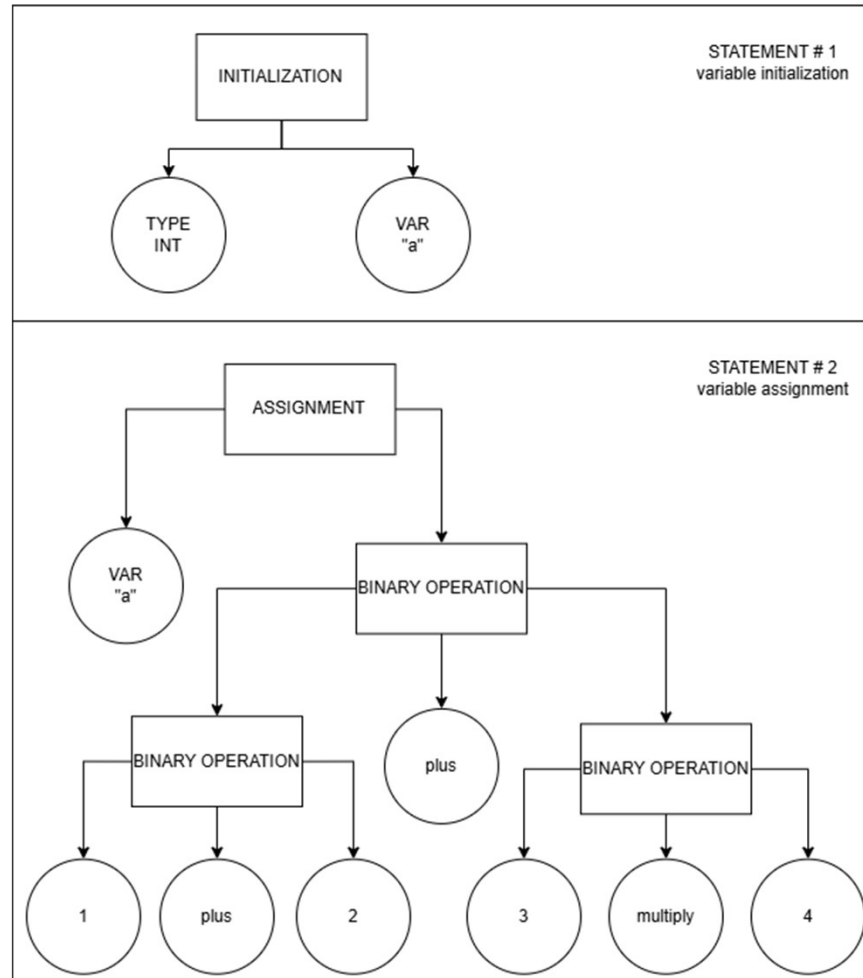 INITIALIZATION
STATEMENT # 1
variable initialization
TYPE
INT
VAR
"a"
STATEMENT # 2
variable assignment
ASSIGNMENT
VAR
"a"
BINARY OPERATION
BINARY OPERATION
plus
BINARY OPERATION
1
plus
2
3
multiply
4